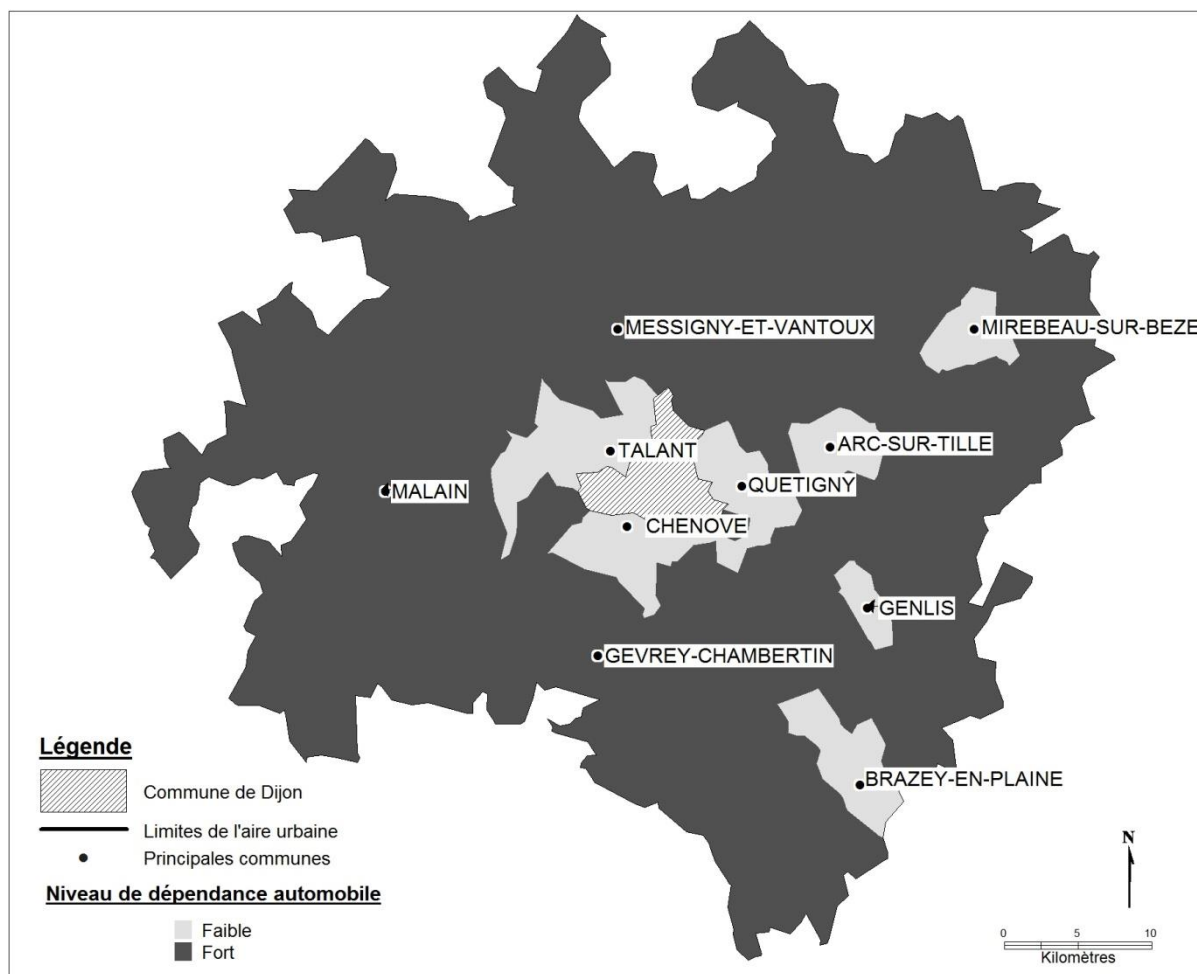 MESSIGNY-ET-VANTOUX
MIREBEAU-SUR-BEZE
TALANT
ARC-SUR-TILLE
MALAIN
QUETIGNY
CHENOVE
GENLIS
GEVREY-CHAMBERTIN
BRAZEY-EN-PLAINE
Légende
Commune de Dijon
Limites de l'aire urbaine
Principales communes
Niveau de dépendance automobile
Faible
Fort
N
0 5 10
Kilomètres